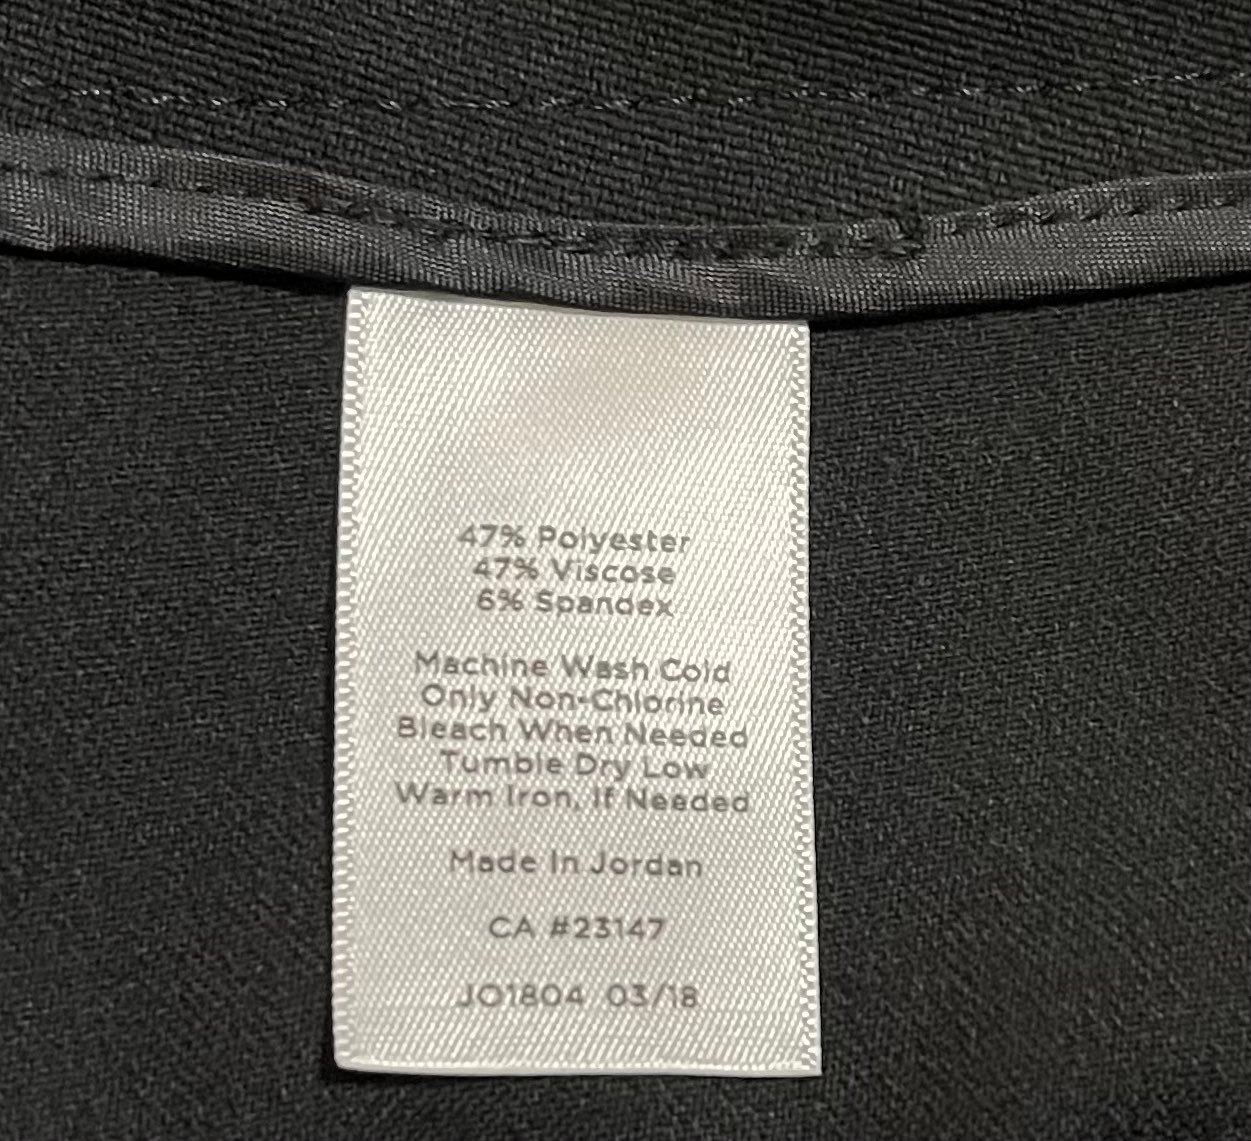 47% Polyester
47% Viscose
6% Spandex
Machine Wash Cold
Only Non-Chlorine
Bleach When Needed
Tumble Dry Low
Warm Iron, If Needed
Made In Jordan
CA #23147
JO1804 03/18